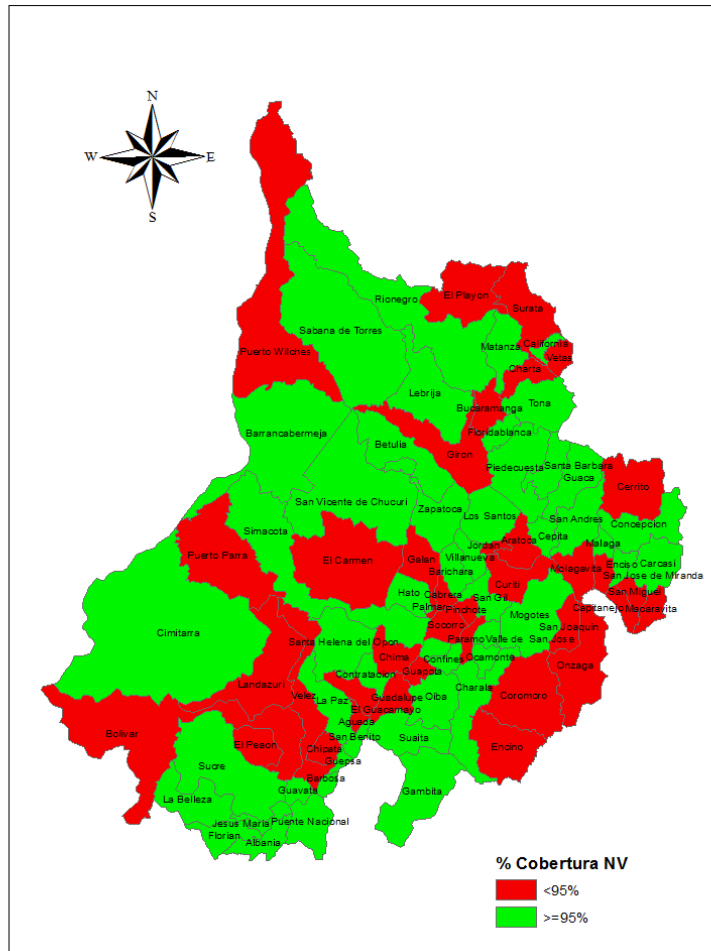 N
W E
S
El Playon
Surata
Rionegro
Sabana de Torres
California
Matanza
Puerto Wilches
Vetas
Charta
Lebrija
Tona
Bucaramanga
Barrancabermeja
Floridablanca
Betulia
Giron
Piedecuesta
Santa Barbara
Guaca
Cerrito
San Vicente de Chucuri
Zapatoca
Los Santos
San Andres
Concepcion
Simacota
Aratoca
Cepita
Jordan
Malaga
Puerto Parra
El Carmen
Galan
Villanueva
Barichara
Molagavita
Enciso
Carcasi
San Jose de Miranda
Curiti
San Gil
San Miguel
Hato
Cabrera
Palmar
Pinchote
Capitanejo
Macaravita
Mogotes
Socorro
San Joaquin
Cimitarra
Santa Helena del Opon
Paramo
Valle de San Jose
Chima
Confines
Ocamonte
Onzaga
Guapota
Contratacion
Landazuri
Velez
La Paz
Guadalupe
Oiba
Charala
Coromoro
El Guacamayo
Aguada
Bolivar
San Benito
Suaita
El Peñon
Chipata
Encino
Guepsa
Sucre
Barbosa
Guavata
Gambita
La Belleza
Jesus Maria
Puente Nacional
Florian
Albania
% Cobertura NV
<95%
>=95%